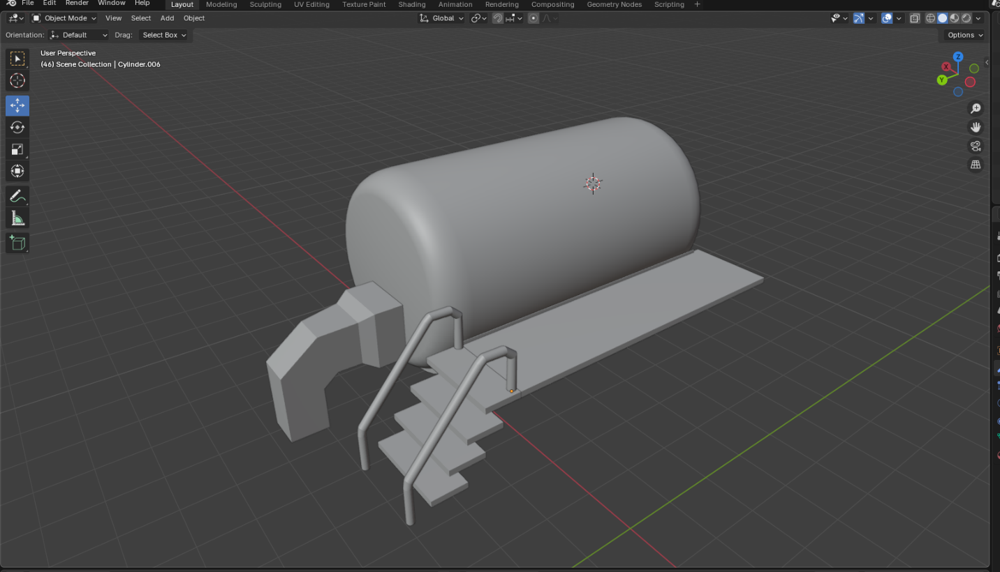 File Edit Render Window Help Layout Modeling Sculpting UV Editing Texture Paint Shading Animation Rendering Compositing Geometry Nodes Scripting +
Object Mode View Select Add Object Global
Orientation: Default Drag: Select Box Options
User Perspective
(46) Scene Collection | Cylinder.006
Z
X
Y